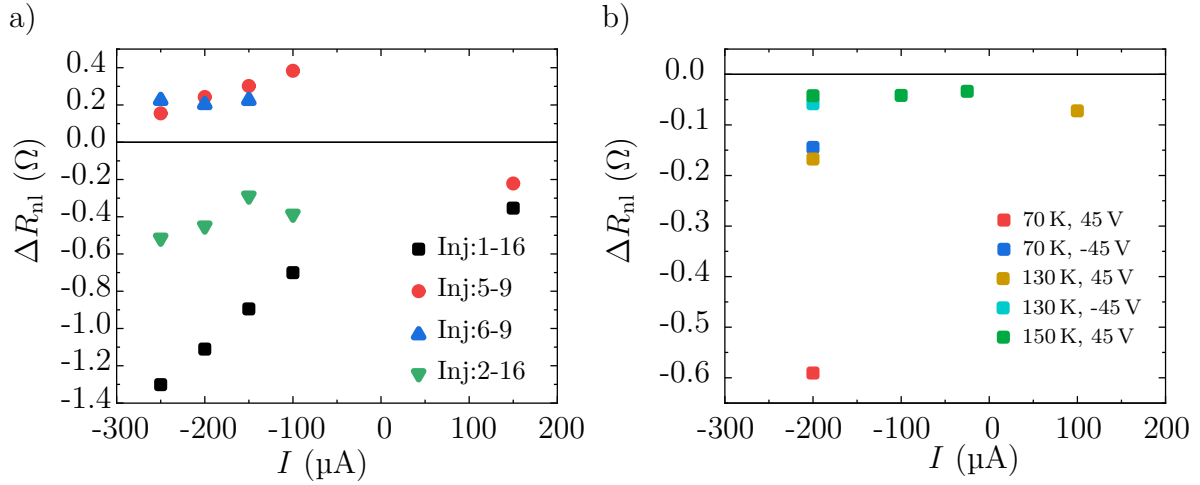 a)
0.4
0.2
0.0
-0.2
-0.4
-0.6
-0.8
-1.0
-1.2
-1.4
ΔR_nl (Ω)
Inj:1-16
Inj:5-9
Inj:6-9
Inj:2-16
-300 -200 -100 0 100 200
I (µA)
b)
0.0
-0.1
-0.2
-0.3
-0.4
-0.5
-0.6
ΔR_nl (Ω)
70 K, 45 V
70 K, -45 V
130 K, 45 V
130 K, -45 V
150 K, 45 V
-300 -200 -100 0 100 200
I (µA)